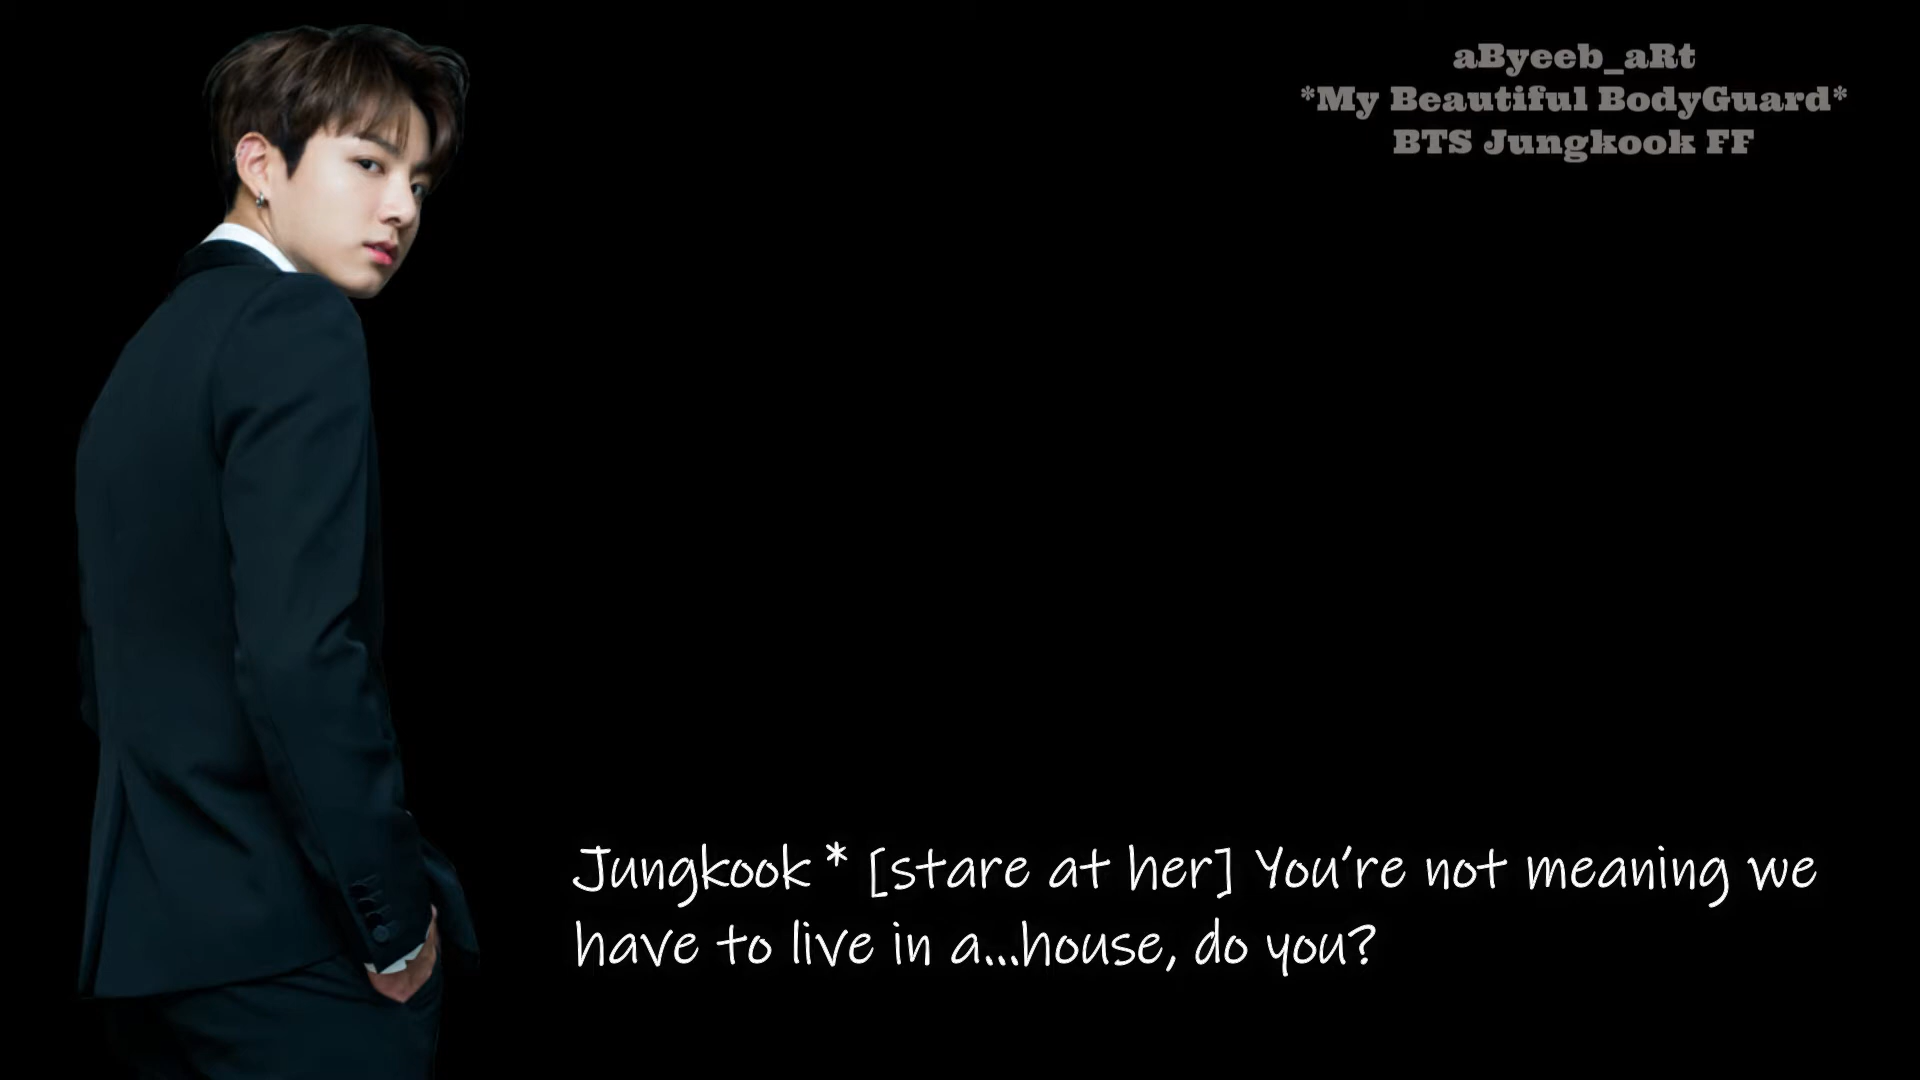 aByeeb_aRt
*My Beautiful BodyGuard*
BTS Jungkook FF
Jungkook * [stare at her] You're not meaning we
have to live in a...house, do you?